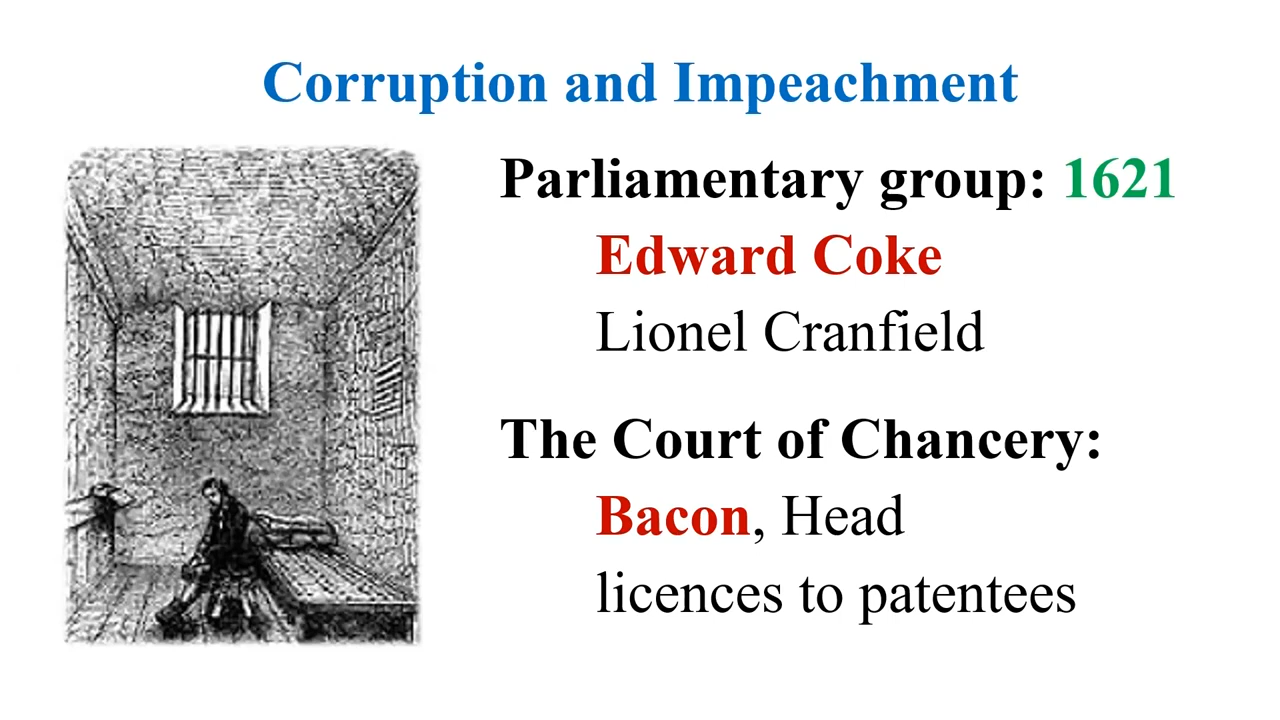 Corruption and Impeachment
Parliamentary group: 1621
Edward Coke
Lionel Cranfield
The Court of Chancery:
Bacon, Head
licences to patentees